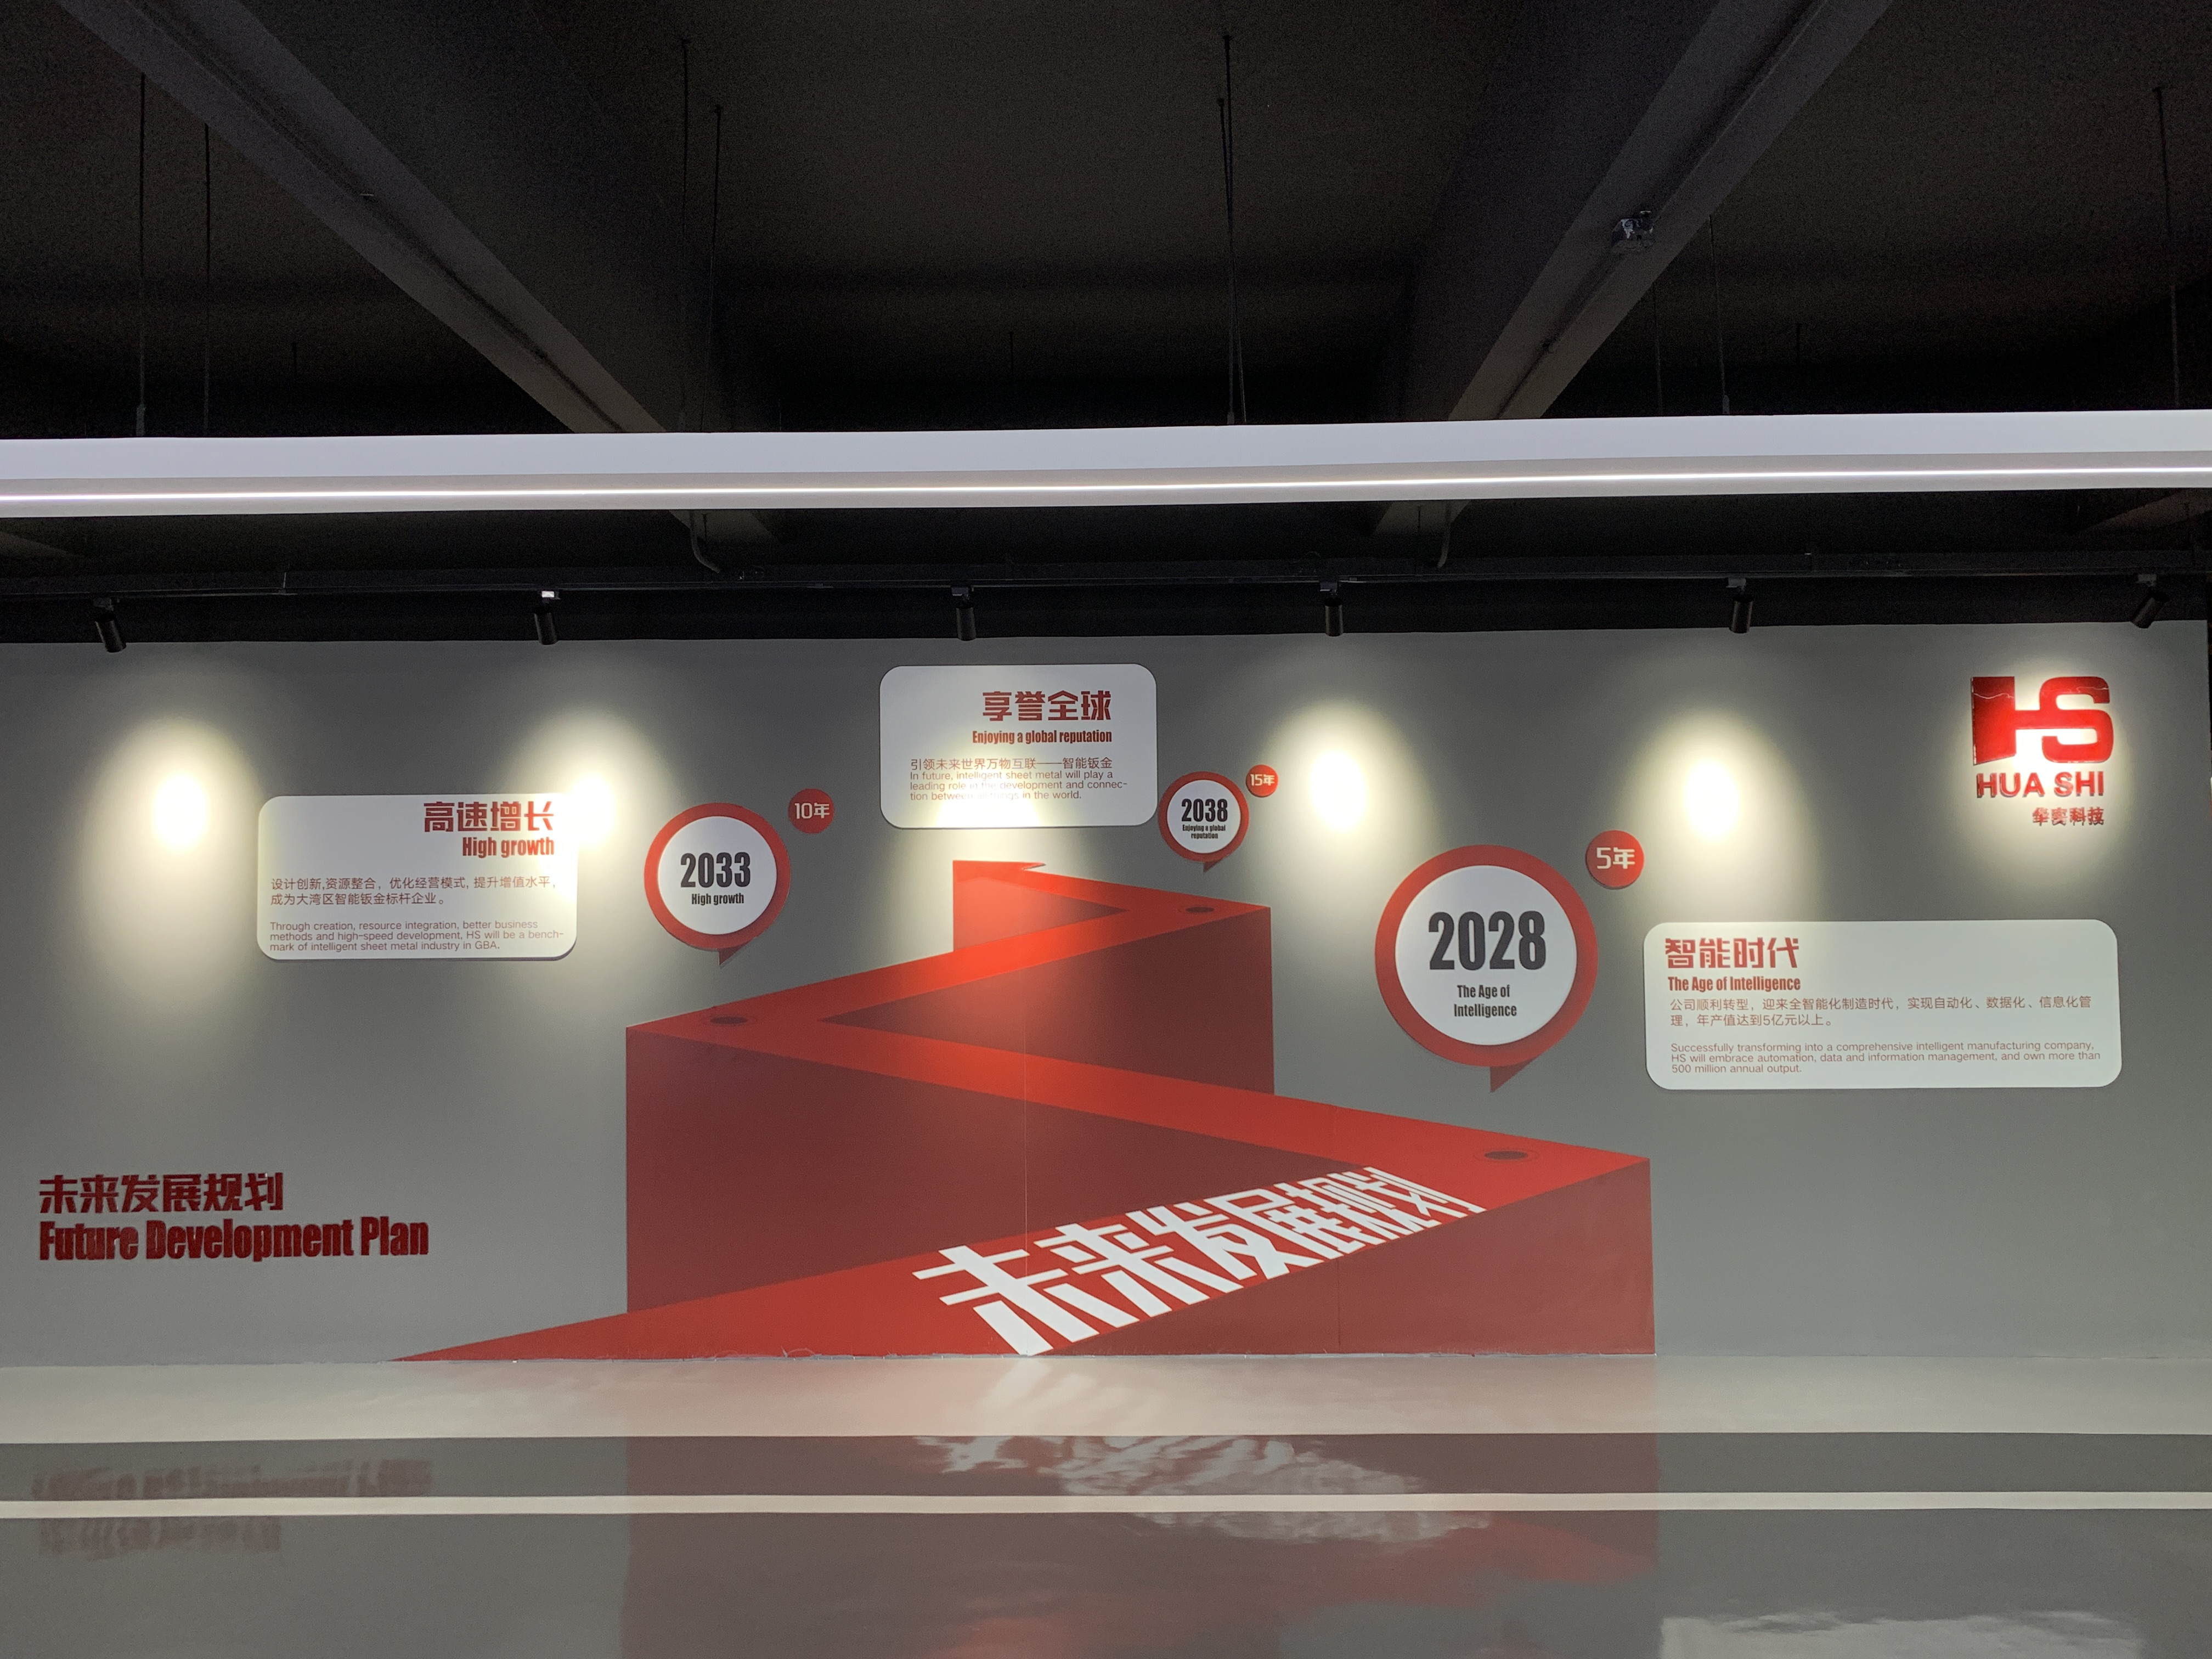 享誉全球
Enjoying a global reputation
引领未来世界万物互联——智能钣金
In future, intelligent sheet metal will play a
leading role in the development and connec-
tion between all things in the world.
2038
Enjoying a global
reputation
15年
HS
HUA SHI
科技
高速增长
High growth
设计创新,资源整合，优化经营模式, 提升增值水平，
成为大湾区智能钣金标杆企业。
Through creation, resource integration, better business
methods and high-speed development, HS will be a bench-
mark of intelligent sheet metal industry in GBA.
2033
High growth
10年
2028
The Age of
Intelligence
5年
智能时代
The Age of Intelligence
公司顺利转型，迎来全智能化制造时代，实现自动化、数据化、信息化管
理，年产值达到5亿元以上。
Successfully transforming into a comprehensive intelligent manufacturing company,
HS will embrace automation, data and information management, and own more than
500 million annual output.
未来发展规划
Future Development Plan
未来发展规划